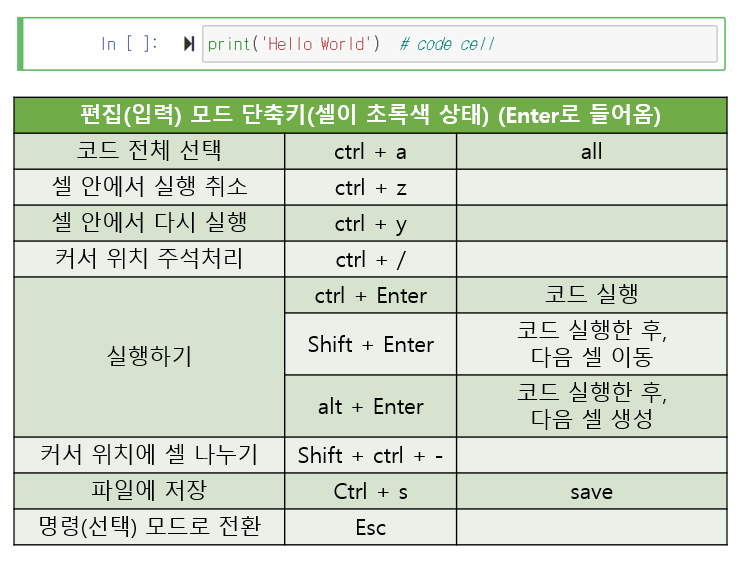 In [ ]: print('Hello World') # code cell
편집(입력) 모드 단축키(셀이 초록색 상태) (Enter로 들어옴)
코드 전체 선택 ctrl + a all
셀 안에서 실행 취소 ctrl + z
셀 안에서 다시 실행 ctrl + y
커서 위치 주석처리 ctrl + /
실행하기
ctrl + Enter 코드 실행
Shift + Enter 코드 실행한 후,
다음 셀 이동
alt + Enter 코드 실행한 후,
다음 셀 생성
커서 위치에 셀 나누기 Shift + ctrl + -
파일에 저장 Ctrl + s save
명령(선택) 모드로 전환 Esc